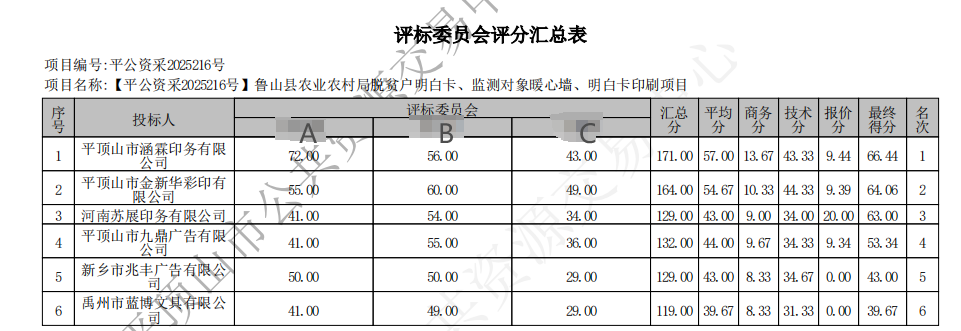 评标委员会评分汇总表
项目编号:平公资采2025216号
项目名称:【平公资采2025216号】鲁山县农业农村局脱贫户明白卡、监测对象暖心墙、明白卡印刷项目
序号 投标人 评标委员会 汇总分 平均分 商务分 技术分 报价分 最终得分 名次
A B C
1 平顶山市涵霖印务有限公司 72.00 56.00 43.00 171.00 57.00 13.67 43.33 9.44 66.44 1
2 平顶山市金新华彩印有限公司 55.00 60.00 49.00 164.00 54.67 10.33 44.33 9.39 64.06 2
3 河南苏展印务有限公司 41.00 54.00 34.00 129.00 43.00 9.00 34.00 20.00 63.00 3
4 平顶山市九鼎广告有限公司 41.00 55.00 36.00 132.00 44.00 9.67 34.33 9.34 53.34 4
5 新乡市兆丰广告有限公司 50.00 50.00 29.00 129.00 43.00 8.33 34.67 0.00 43.00 5
6 禹州市蓝博文具有限公司 41.00 49.00 29.00 119.00 39.67 8.33 31.33 0.00 39.67 6